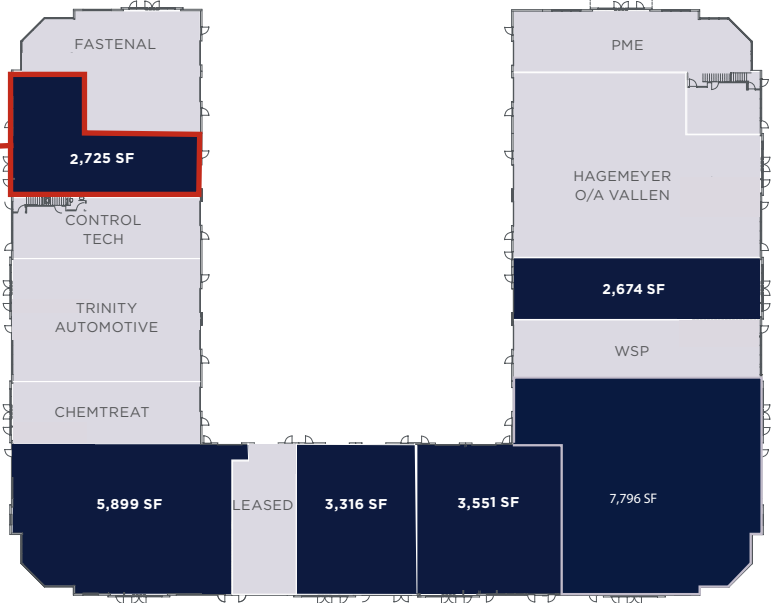 FASTENAL
PME
2,725 SF
HAGEMEYER
O/A VALLEN
CONTROL
TECH
2,674 SF
TRINITY
AUTOMOTIVE
WSP
CHEMTREAT
5,899 SF
LEASED
3,316 SF
3,551 SF
7,796 SF